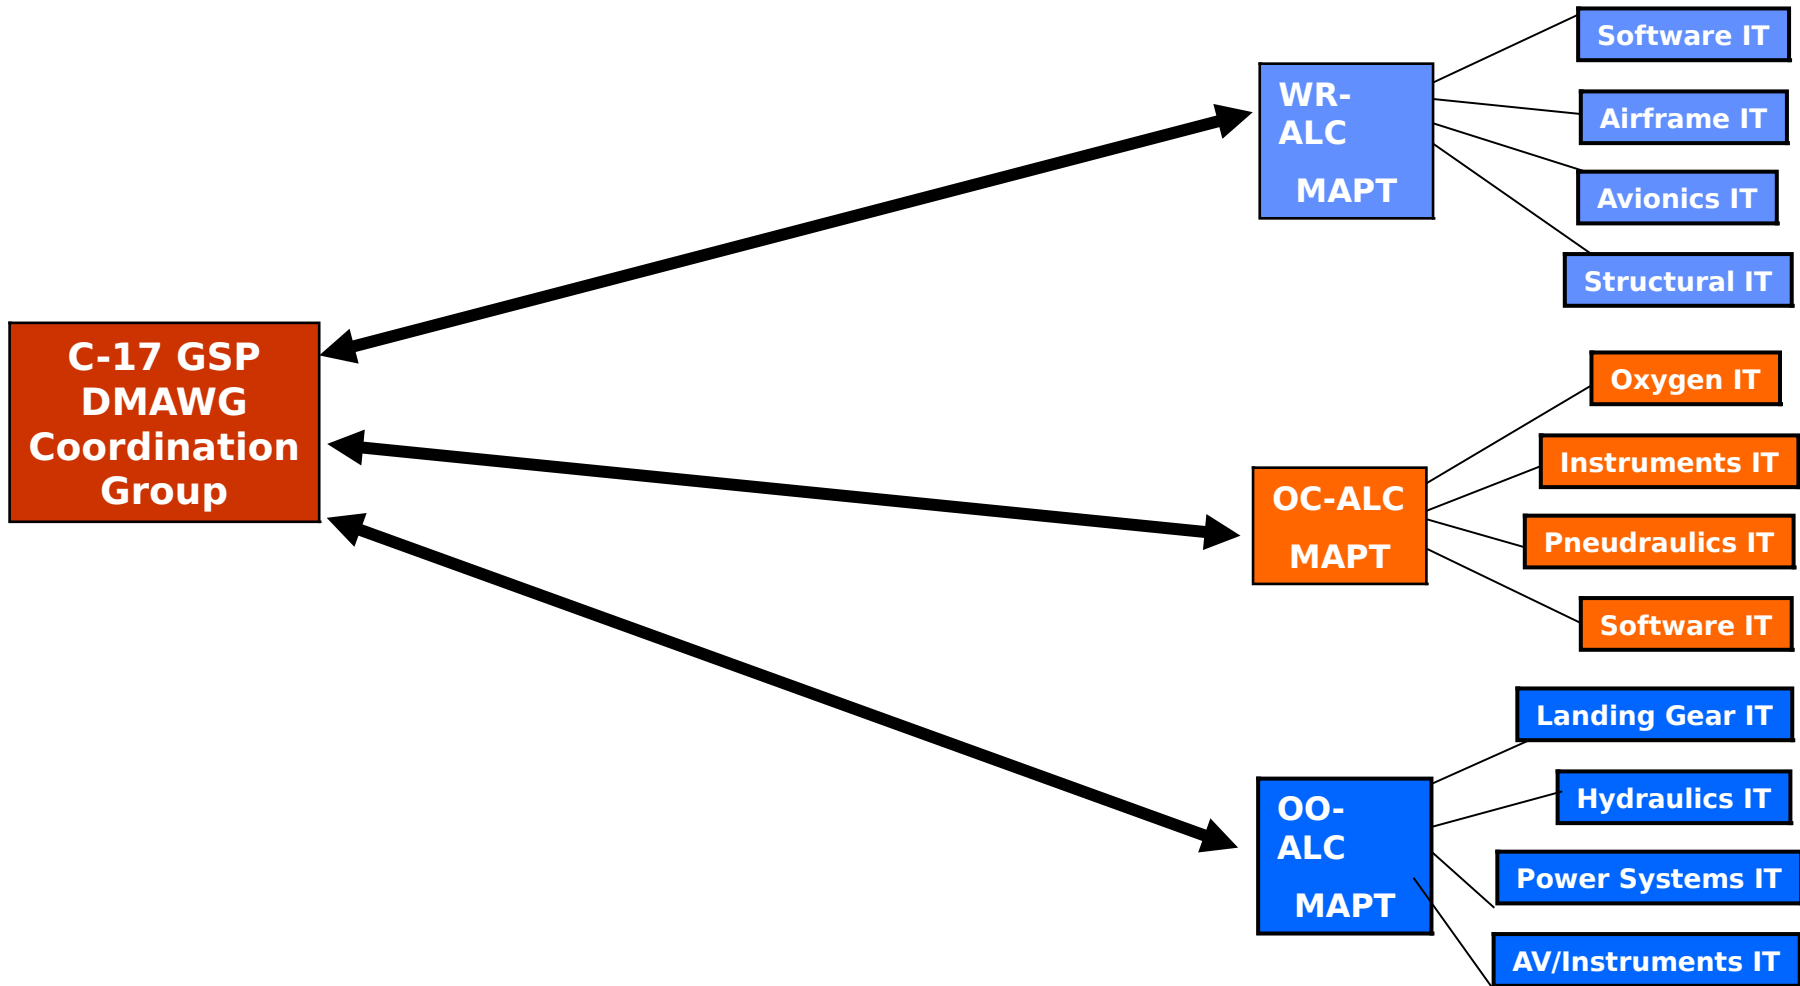 C-17 GSP
DMAWG
Coordination
Group
WR-
ALC
MAPT
Software IT
Airframe IT
Avionics IT
Structural IT
OC-ALC
MAPT
Oxygen IT
Instruments IT
Pneudraulics IT
Software IT
OO-
ALC
MAPT
Landing Gear IT
Hydraulics IT
Power Systems IT
AV/Instruments IT